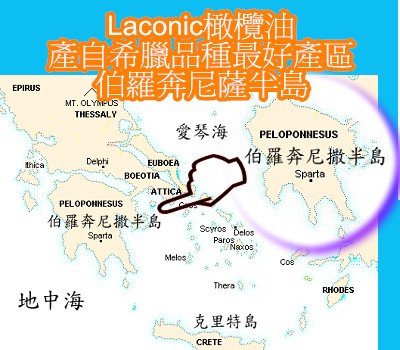 Laconic橄欖油
產自希臘品種最好產區
伯羅奔尼薩半島
EPIRUS
MT. OLYMPUS
THESSALY
愛琴海
PELOPONNESUS
伯羅奔尼撒半島
Sparta
Ithica
Delphi
EUBOEA
BOEOTIA
ATTICA
PELOPONNESUS
伯羅奔尼撒半島
Sparta
Scyros
Delos
Paros
Naxos
Melos
Cos
Thera
RHODES
地中海
克里特島
CRETE